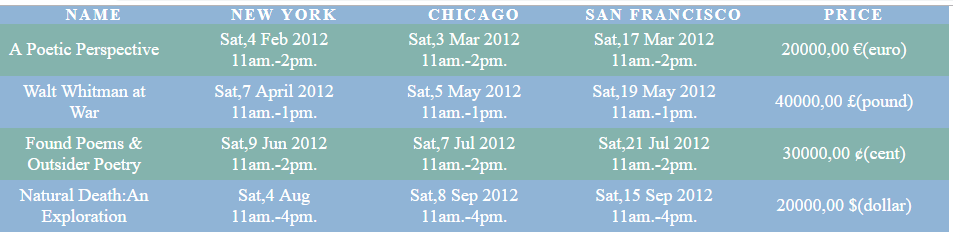 NAME NEW YORK CHICAGO SAN FRANCISCO PRICE
A Poetic Perspective Sat,4 Feb 2012 Sat,3 Mar 2012 Sat,17 Mar 2012 20000,00 €(euro)
11am.-2pm. 11am.-2pm. 11am.-2pm.
Walt Whitman at Sat,7 April 2012 Sat,5 May 2012 Sat,19 May 2012 40000,00 £(pound)
War 11am.-1pm. 11am.-1pm. 11am.-1pm.
Found Poems & Sat,9 Jun 2012 Sat,7 Jul 2012 Sat,21 Jul 2012 30000,00 ¢(cent)
Outsider Poetry 11am.-2pm. 11am.-2pm. 11am.-2pm.
Natural Death:An Sat,4 Aug Sat,8 Sep 2012 Sat,15 Sep 2012 20000,00 $(dollar)
Exploration 11am.-4pm. 11am.-4pm. 11am.-4pm.